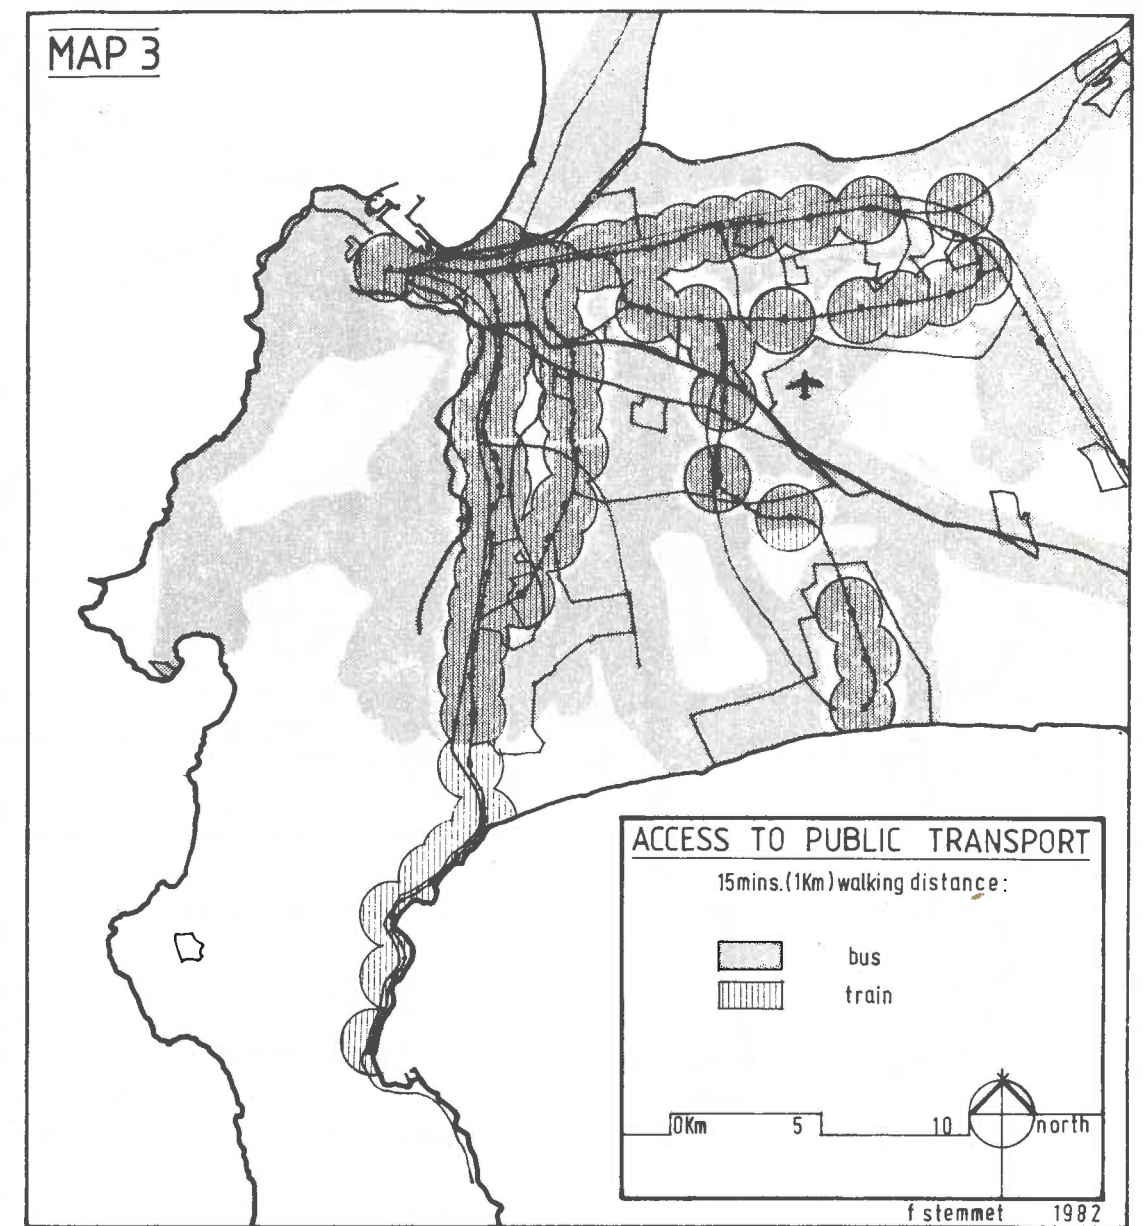 MAP 3
ACCESS TO PUBLIC TRANSPORT
15mins.(1Km) walking distance:
bus
train
0Km 5 10 north
f stemmet 1982